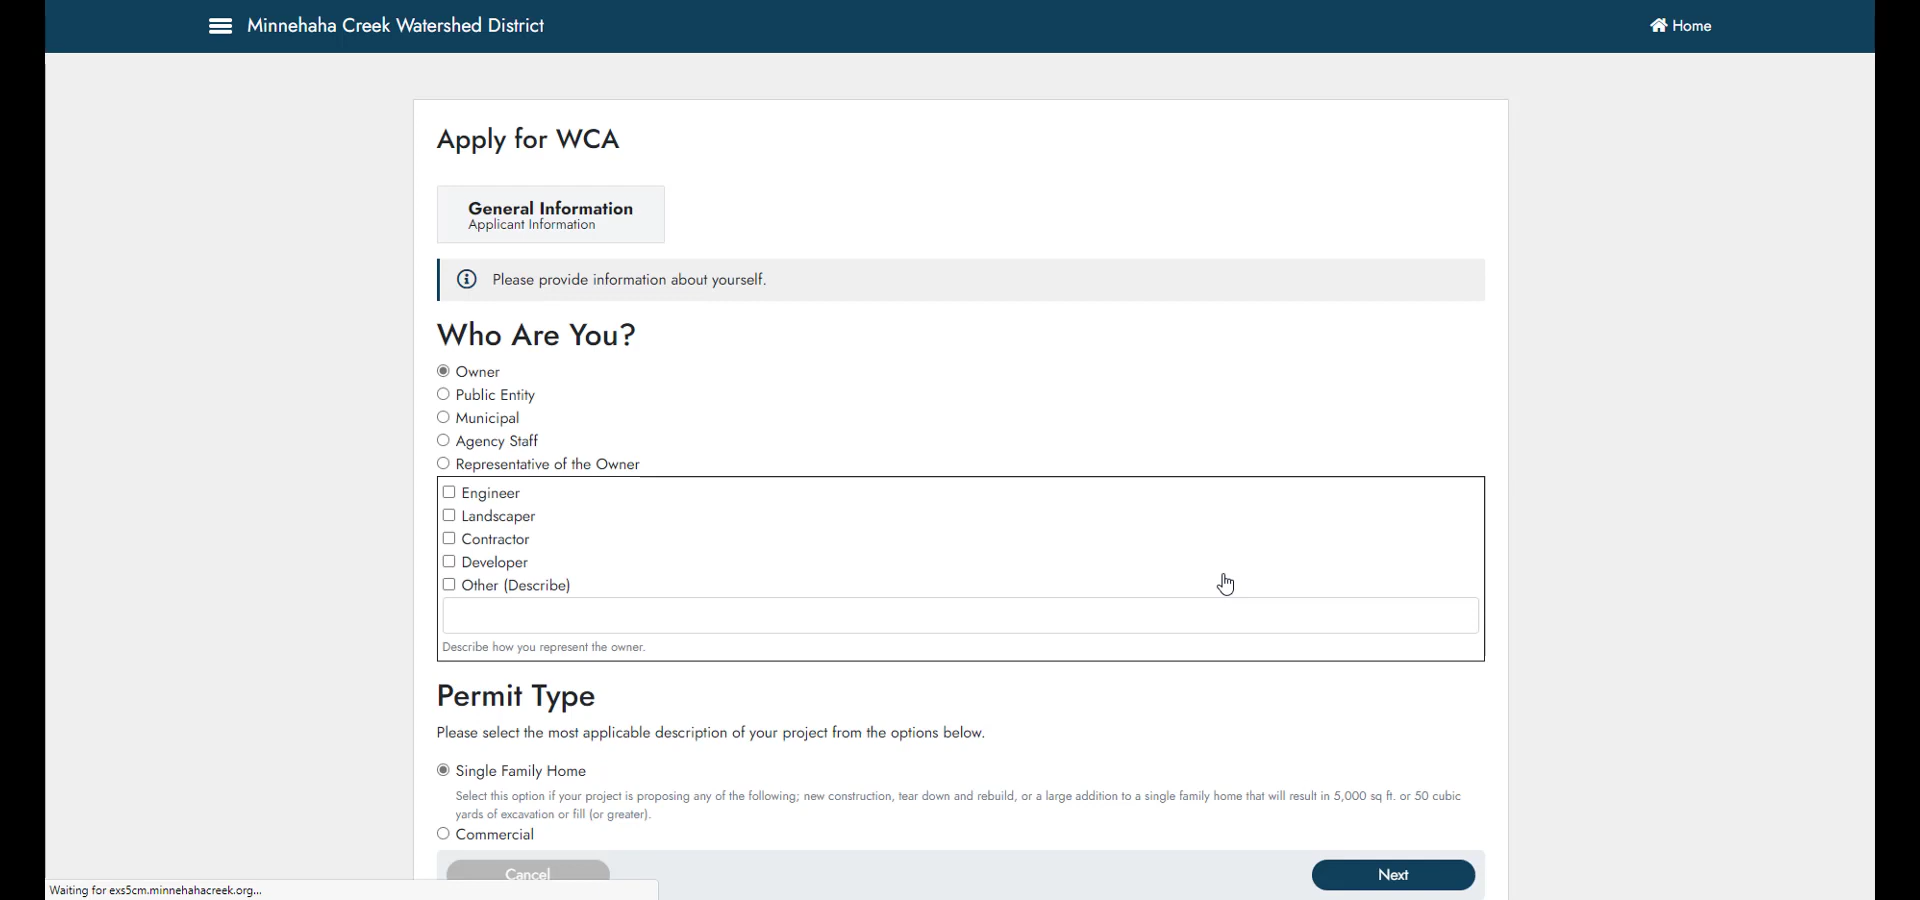 Minnehaha Creek Watershed District
Home
Apply for WCA
General Information
Applicant Information
Please provide information about yourself.
Who Are You?
Owner
Public Entity
Municipal
Agency Staff
Representative of the Owner
Engineer
Landscaper
Contractor
Developer
Other (Describe)
Describe how you represent the owner.
Permit Type
Please select the most applicable description of your project from the options below.
Single Family Home
Select this option if your project is proposing any of the following; new construction, tear down and rebuild, or a large addition to a single family home that will result in 5,000 sq ft. or 50 cubic
yards of excavation or fill (or greater).
Commercial
Cancel
Next
Waiting for exs5cm.minnehahacreek.org...